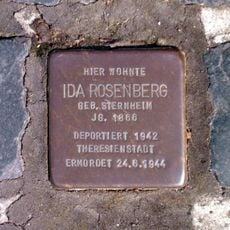 HIER WOHNTE
IDA ROSENBERG
GEB. STERNHEIM
JG. 1866
DEPORTIERT 1942
THERESIENSTADT
ERMORDET 24.6.1944